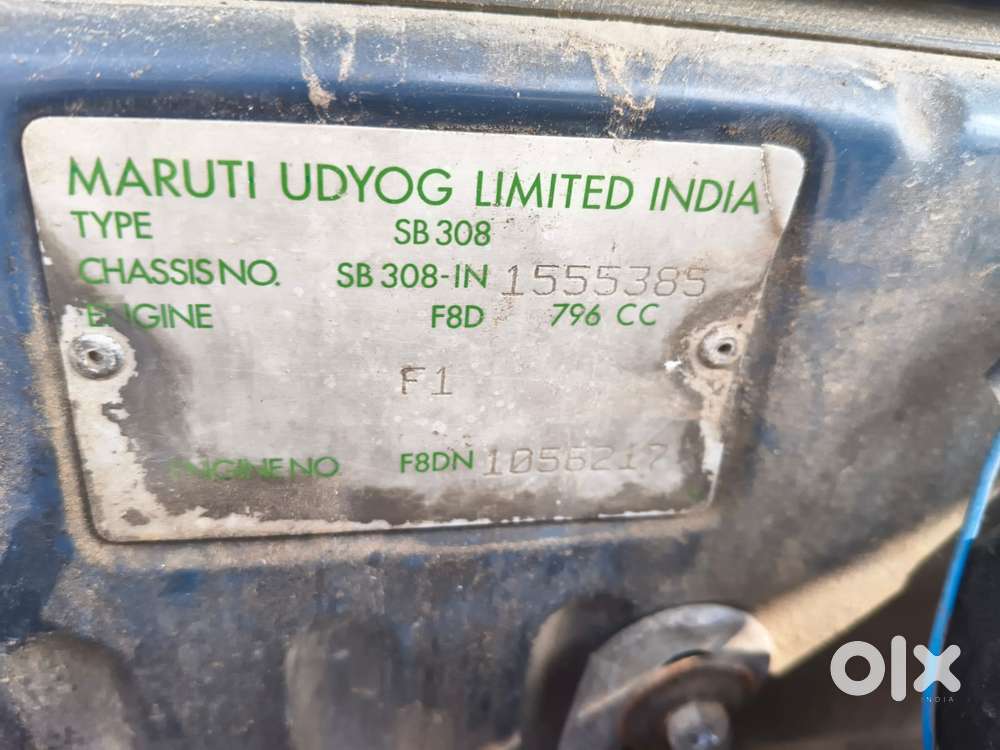 MARUTI UDYOG LIMITED INDIA
TYPE SB 308
CHASSIS NO. SB 308-IN 1555385
ENGINE F8D 796 CC
F1
ENGINE NO F8DN 1056217
olx
INDIA